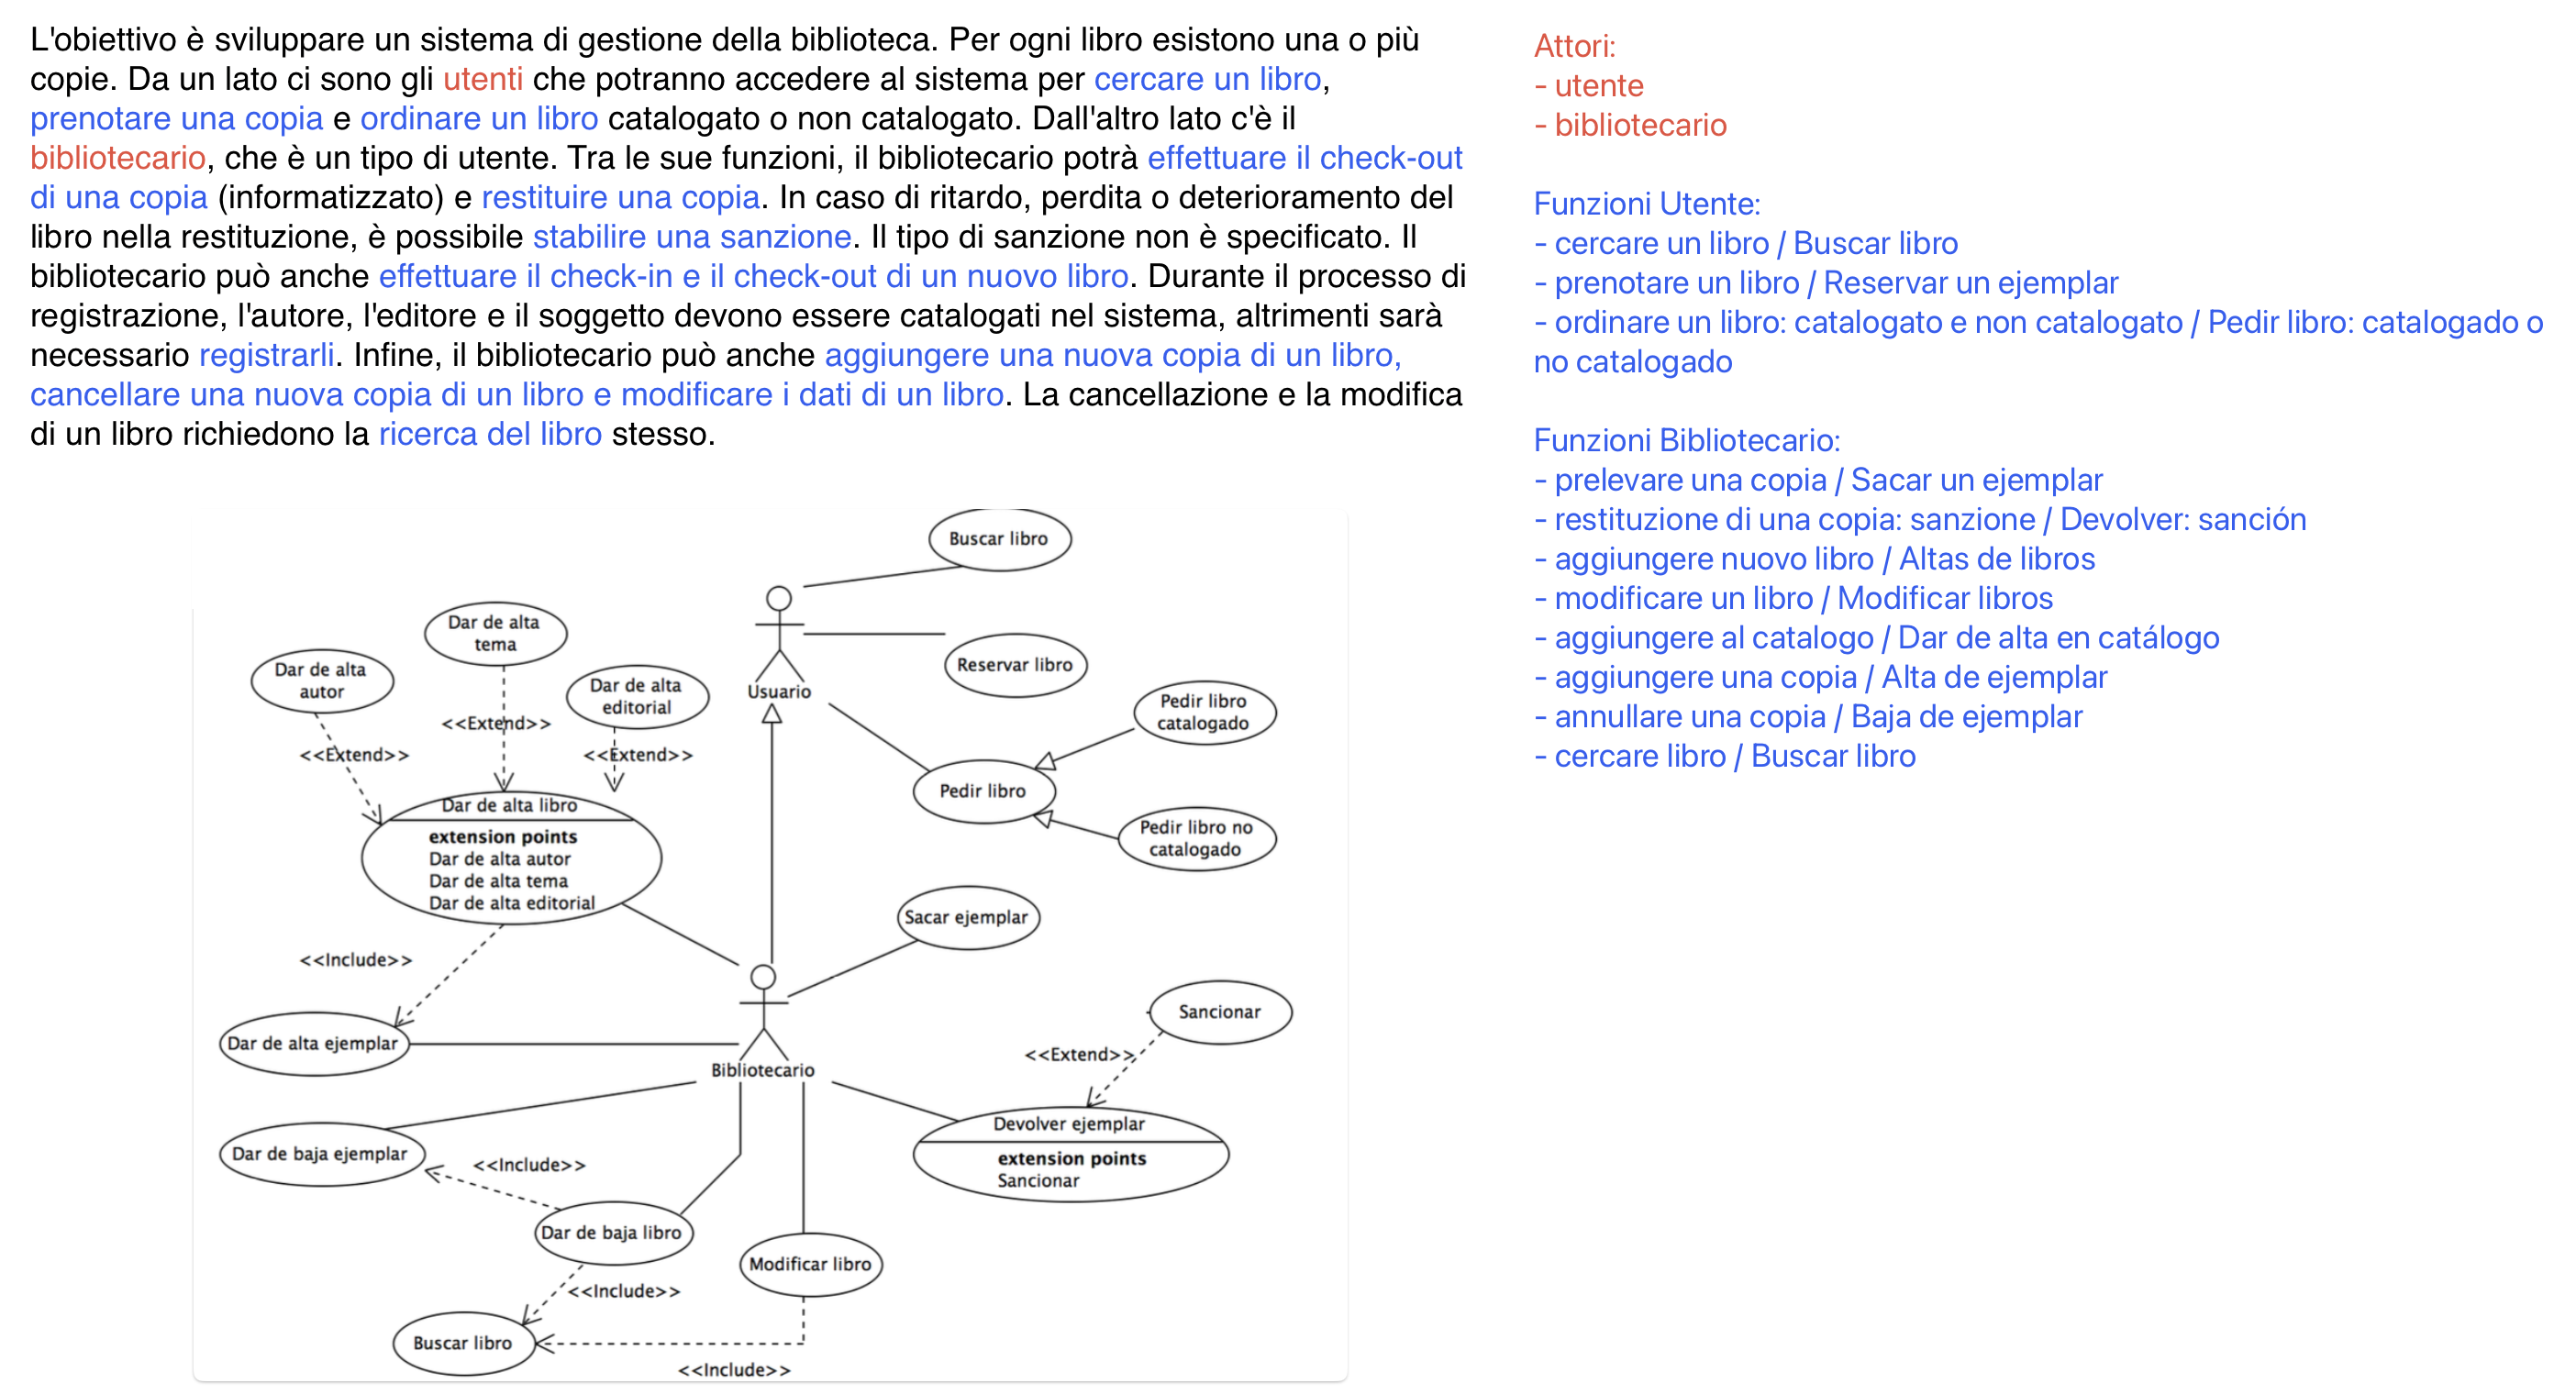 L'obiettivo è sviluppare un sistema di gestione della biblioteca. Per ogni libro esistono una o più
copie. Da un lato ci sono gli utenti che potranno accedere al sistema per cercare un libro,
prenotare una copia e ordinare un libro catalogato o non catalogato. Dall'altro lato c'è il
bibliotecario, che è un tipo di utente. Tra le sue funzioni, il bibliotecario potrà effettuare il check-out
di una copia (informatizzato) e restituire una copia. In caso di ritardo, perdita o deterioramento del
libro nella restituzione, è possibile stabilire una sanzione. Il tipo di sanzione non è specificato. Il
bibliotecario può anche effettuare il check-in e il check-out di un nuovo libro. Durante il processo di
registrazione, l'autore, l'editore e il soggetto devono essere catalogati nel sistema, altrimenti sarà
necessario registrarli. Infine, il bibliotecario può anche aggiungere una nuova copia di un libro,
cancellare una nuova copia di un libro e modificare i dati di un libro. La cancellazione e la modifica
di un libro richiedono la ricerca del libro stesso.
Attori:
- utente
- bibliotecario
Funzioni Utente:
- cercare un libro / Buscar libro
- prenotare un libro / Reservar un ejemplar
- ordinare un libro: catalogato e non catalogato / Pedir libro: catalogado o
no catalogado
Funzioni Bibliotecario:
- prelevare una copia / Sacar un ejemplar
- restituzione di una copia: sanzione / Devolver: sanción
- aggiungere nuovo libro / Altas de libros
- modificare un libro / Modificar libros
- aggiungere al catalogo / Dar de alta en catálogo
- aggiungere una copia / Alta de ejemplar
- annullare una copia / Baja de ejemplar
- cercare libro / Buscar libro
Buscar libro
Dar de alta
tema
Dar de alta
autor
Dar de alta
editorial
Reservar libro
Usuario
<<Extend>>
<<Extend>>
<<Extend>>
Pedir libro
catalogado
Pedir libro
Pedir libro no
catalogado
Dar de alta libro
extension points
Dar de alta autor
Dar de alta tema
Dar de alta editorial
Sacar ejemplar
<<Include>>
Sancionar
Dar de alta ejemplar
<<Extend>>
Bibliotecario
Devolver ejemplar
extension points
Sancionar
Dar de baja ejemplar
<<Include>>
Dar de baja libro
Modificar libro
<<Include>>
Buscar libro
<<Include>>